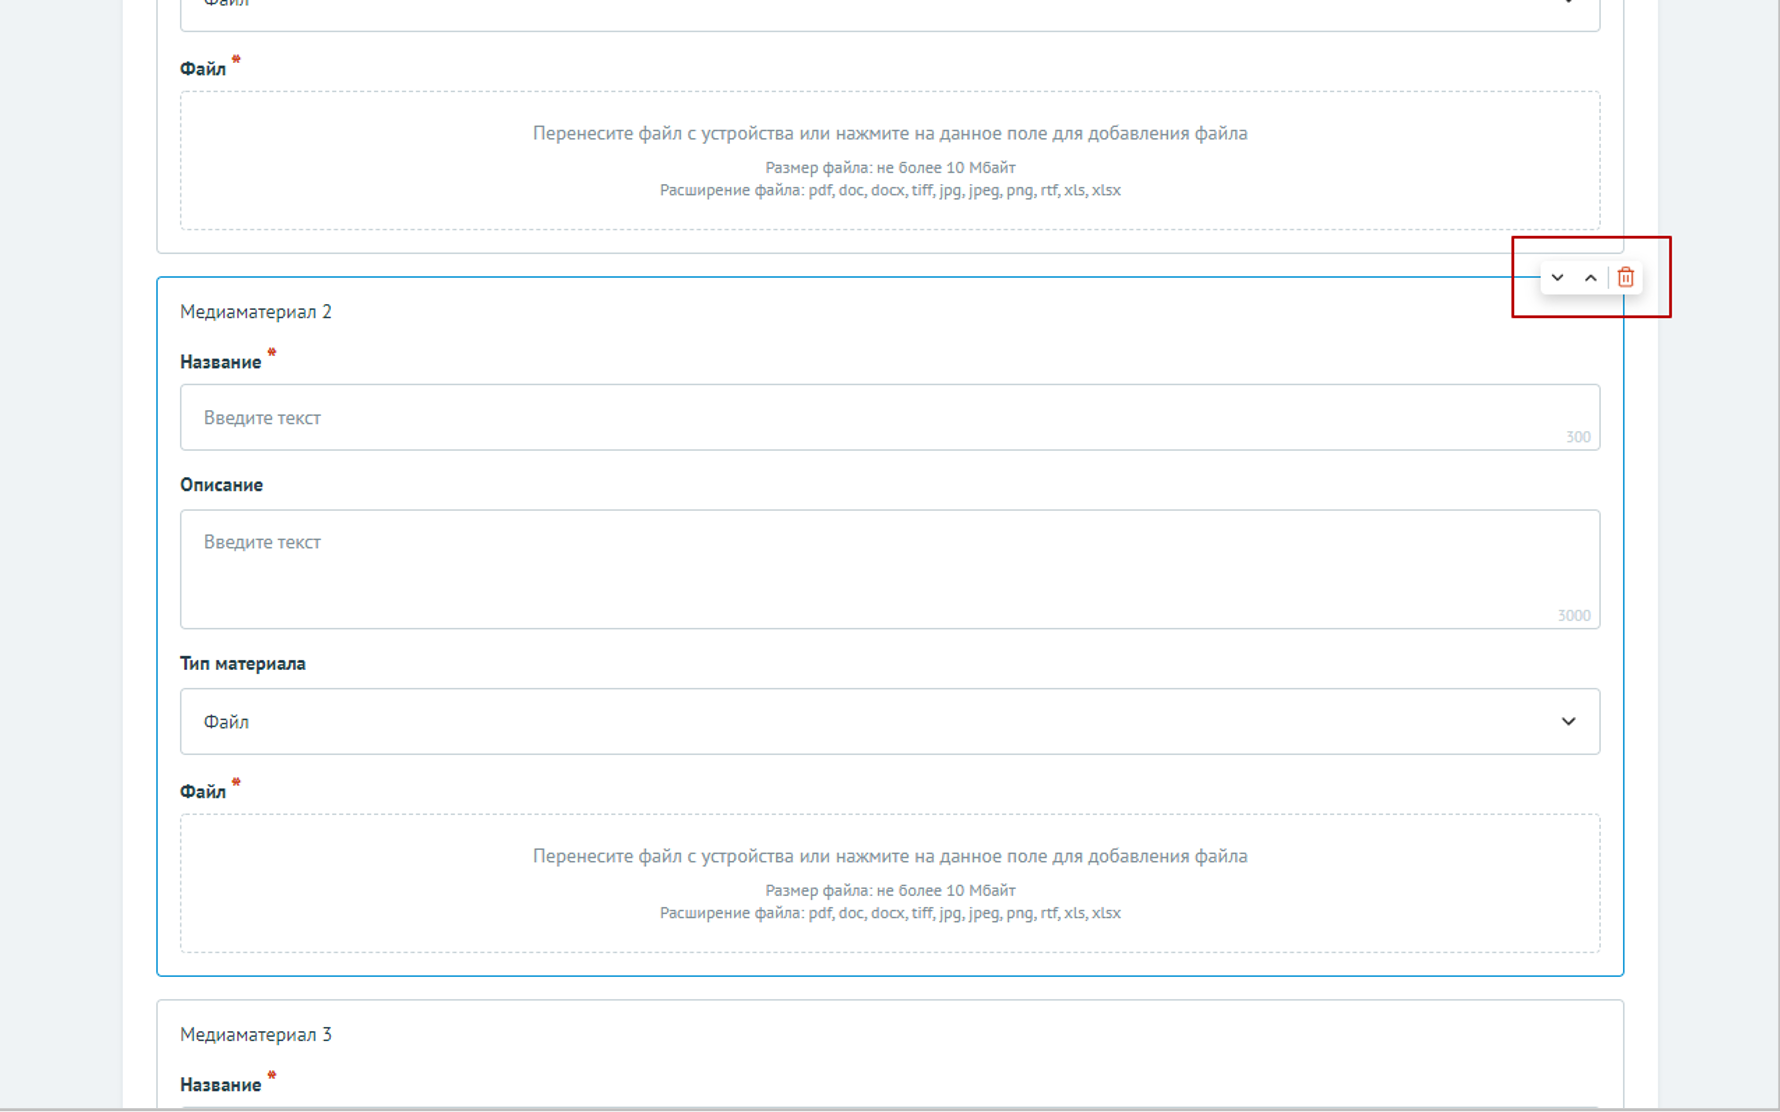 Файл
Файл *
Перенесите файл с устройства или нажмите на данное поле для добавления файла
Размер файла: не более 10 Мбайт
Расширение файла: pdf, doc, docx, tiff, jpg, jpeg, png, rtf, xls, xlsx
Медиаматериал 2
Название *
Введите текст
300
Описание
Введите текст
3000
Тип материала
Файл
Файл *
Перенесите файл с устройства или нажмите на данное поле для добавления файла
Размер файла: не более 10 Мбайт
Расширение файла: pdf, doc, docx, tiff, jpg, jpeg, png, rtf, xls, xlsx
Медиаматериал 3
Название *